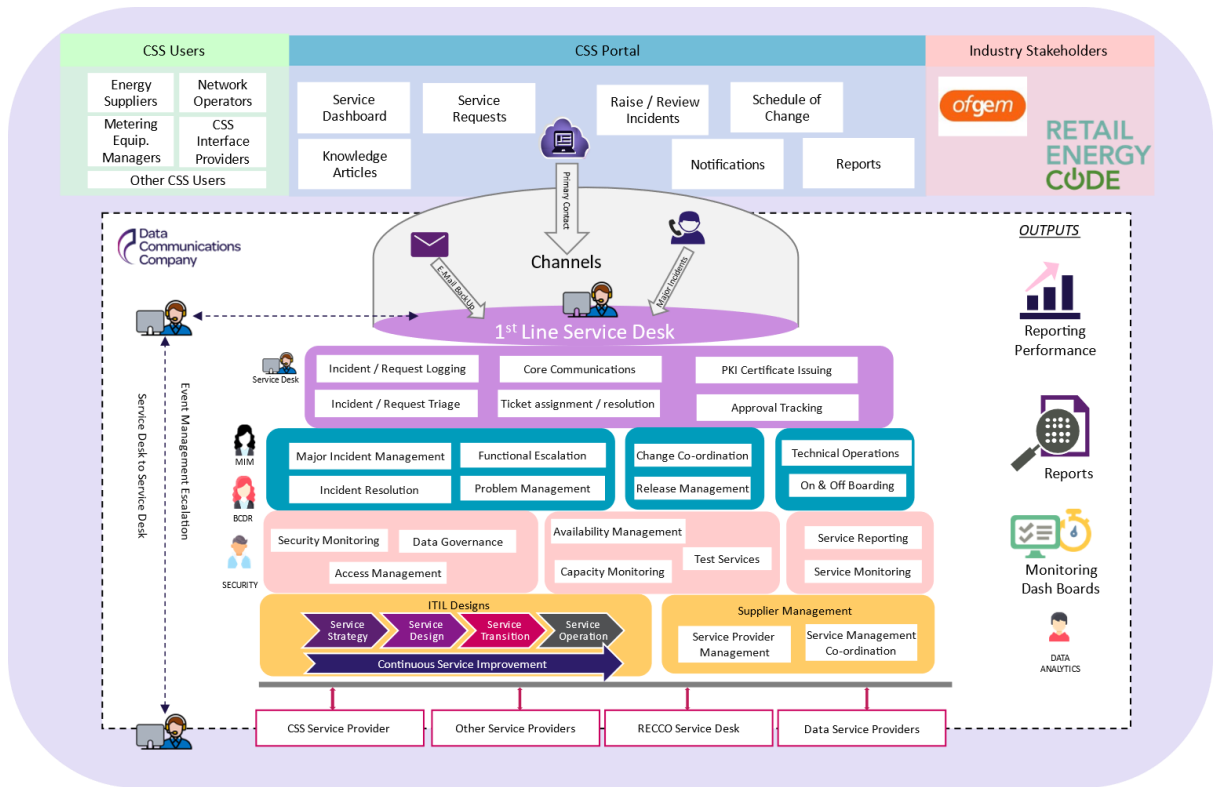 CSS Users
CSS Portal
Industry Stakeholders
Energy
Suppliers
Network
Operators
Metering
Equip.
Managers
CSS
Interface
Providers
Other CSS Users
Service
Dashboard
Service
Requests
Raise / Review
Incidents
Schedule of
Change
Knowledge
Articles
Notifications
Reports
ofgem
RETAIL
ENERGY
CODE
Data
Communications
Company
Primary Contact
Channels
E-Mail BackUp
Major Incidents
1st Line Service Desk
OUTPUTS
Reporting
Performance
Reports
Monitoring
Dash Boards
DATA
ANALYTICS
Service Desk to Service Desk
Event Management Escalation
Service Desk
Incident / Request Logging
Core Communications
PKI Certificate Issuing
Incident / Request Triage
Ticket assignment / resolution
Approval Tracking
MIM
BCDR
SECURITY
Major Incident Management
Functional Escalation
Incident Resolution
Problem Management
Change Co-ordination
Release Management
Technical Operations
On & Off Boarding
Security Monitoring
Data Governance
Access Management
Availability Management
Test Services
Capacity Monitoring
Service Reporting
Service Monitoring
ITIL Designs
Service
Strategy
Service
Design
Service
Transition
Service
Operation
Continuous Service Improvement
Supplier Management
Service Provider
Management
Service Management
Co-ordination
CSS Service Provider
Other Service Providers
RECCO Service Desk
Data Service Providers